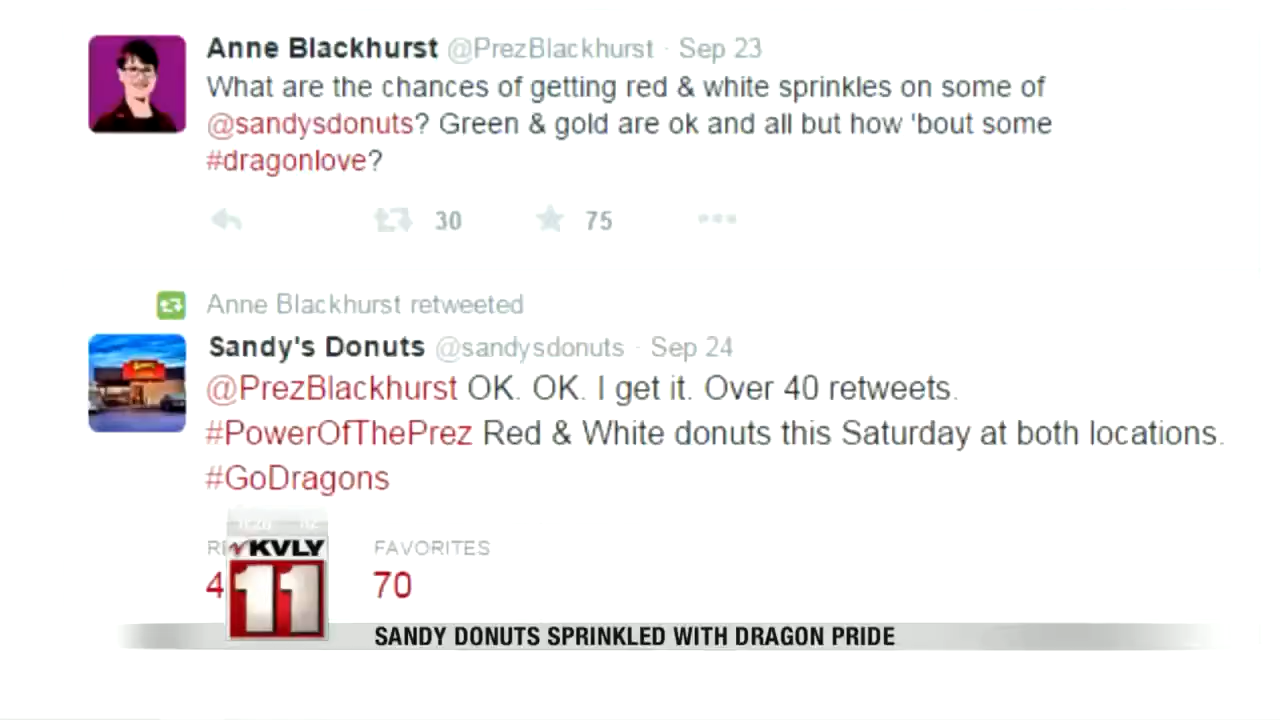 Anne Blackhurst @PrezBlackhurst · Sep 23
What are the chances of getting red & white sprinkles on some of
@sandysdonuts? Green & gold are ok and all but how 'bout some
#dragonlove?
30 75
Anne Blackhurst retweeted
Sandy's Donuts @sandysdonuts · Sep 24
@PrezBlackhurst OK. OK. I get it. Over 40 retweets.
#PowerOfThePrez Red & White donuts this Saturday at both locations.
#GoDragons
KVLY FAVORITES
11 70
SANDY DONUTS SPRINKLED WITH DRAGON PRIDE